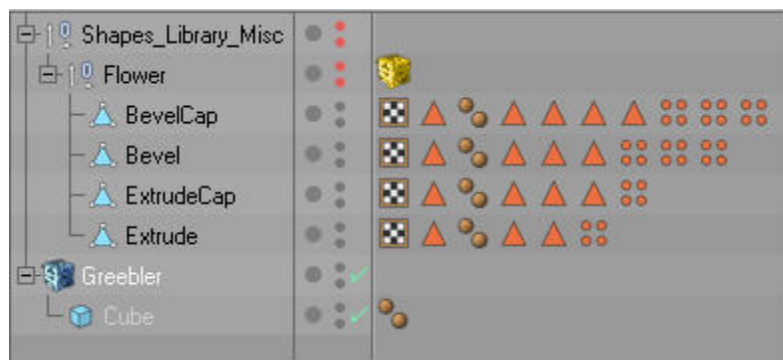 Shapes_Library_Misc
Flower
BevelCap
Bevel
ExtrudeCap
Extrude
Greebler
Cube